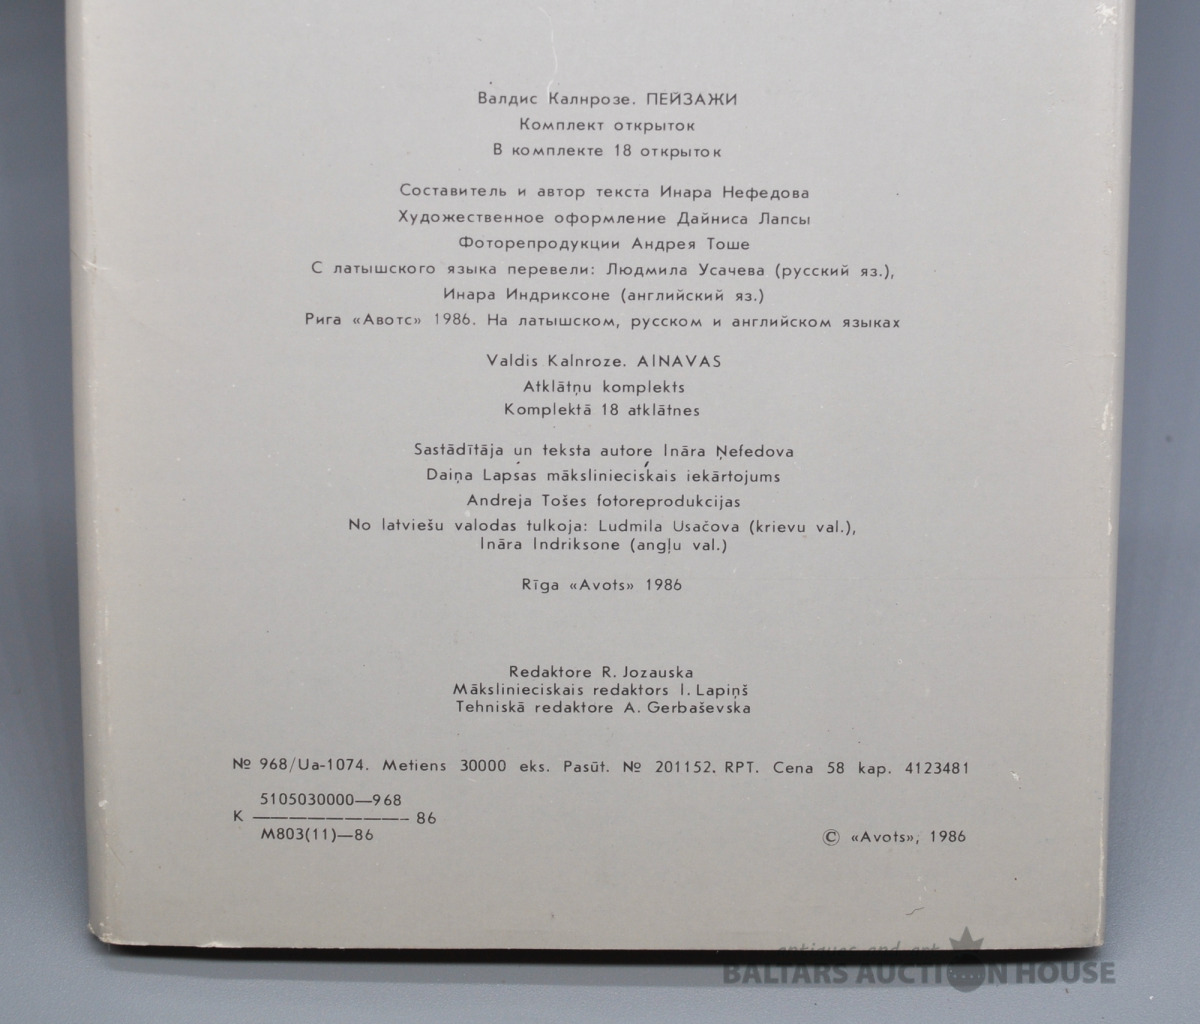 Валдис Калнрозе. ПЕЙЗАЖИ
Комплект открыток
В комплекте 18 открыток
Составитель и автор текста Инара Нефедова
Художественное оформление Дайниса Лапсы
Фоторепродукции Андрея Тоше
С латышского языка перевели: Людмила Усачева (русский яз.),
Инара Индриксоне (английский яз.)
Рига «Авотс» 1986. На латышском, русском и английском языках
Valdis Kalnroze. AINAVAS
Atklātņu komplekts
Komplektā 18 atklātnes
Sastādītāja un teksta autore Ināra Ņefedova
Daiņa Lapsas mākslinieciskais iekārtojums
Andreja Tošes fotoreprodukcijas
No latviešu valodas tulkoja: Ludmila Usačova (krievu val.),
Ināra Indriksone (angļu val.)
Rīga «Avots» 1986
Redaktore R. Jozauska
Mākslinieciskais redaktors I. Lapiņš
Tehniskā redaktore A. Gerbaševska
№ 968/Ua-1074. Metiens 30000 eks. Pasūt. № 201152. RPT. Cena 58 kap. 4123481
5105030000—968
К ————————— 86
М803(11)—86
© «Avots», 1986
antiques and art
BALTARS AUCTION HOUSE